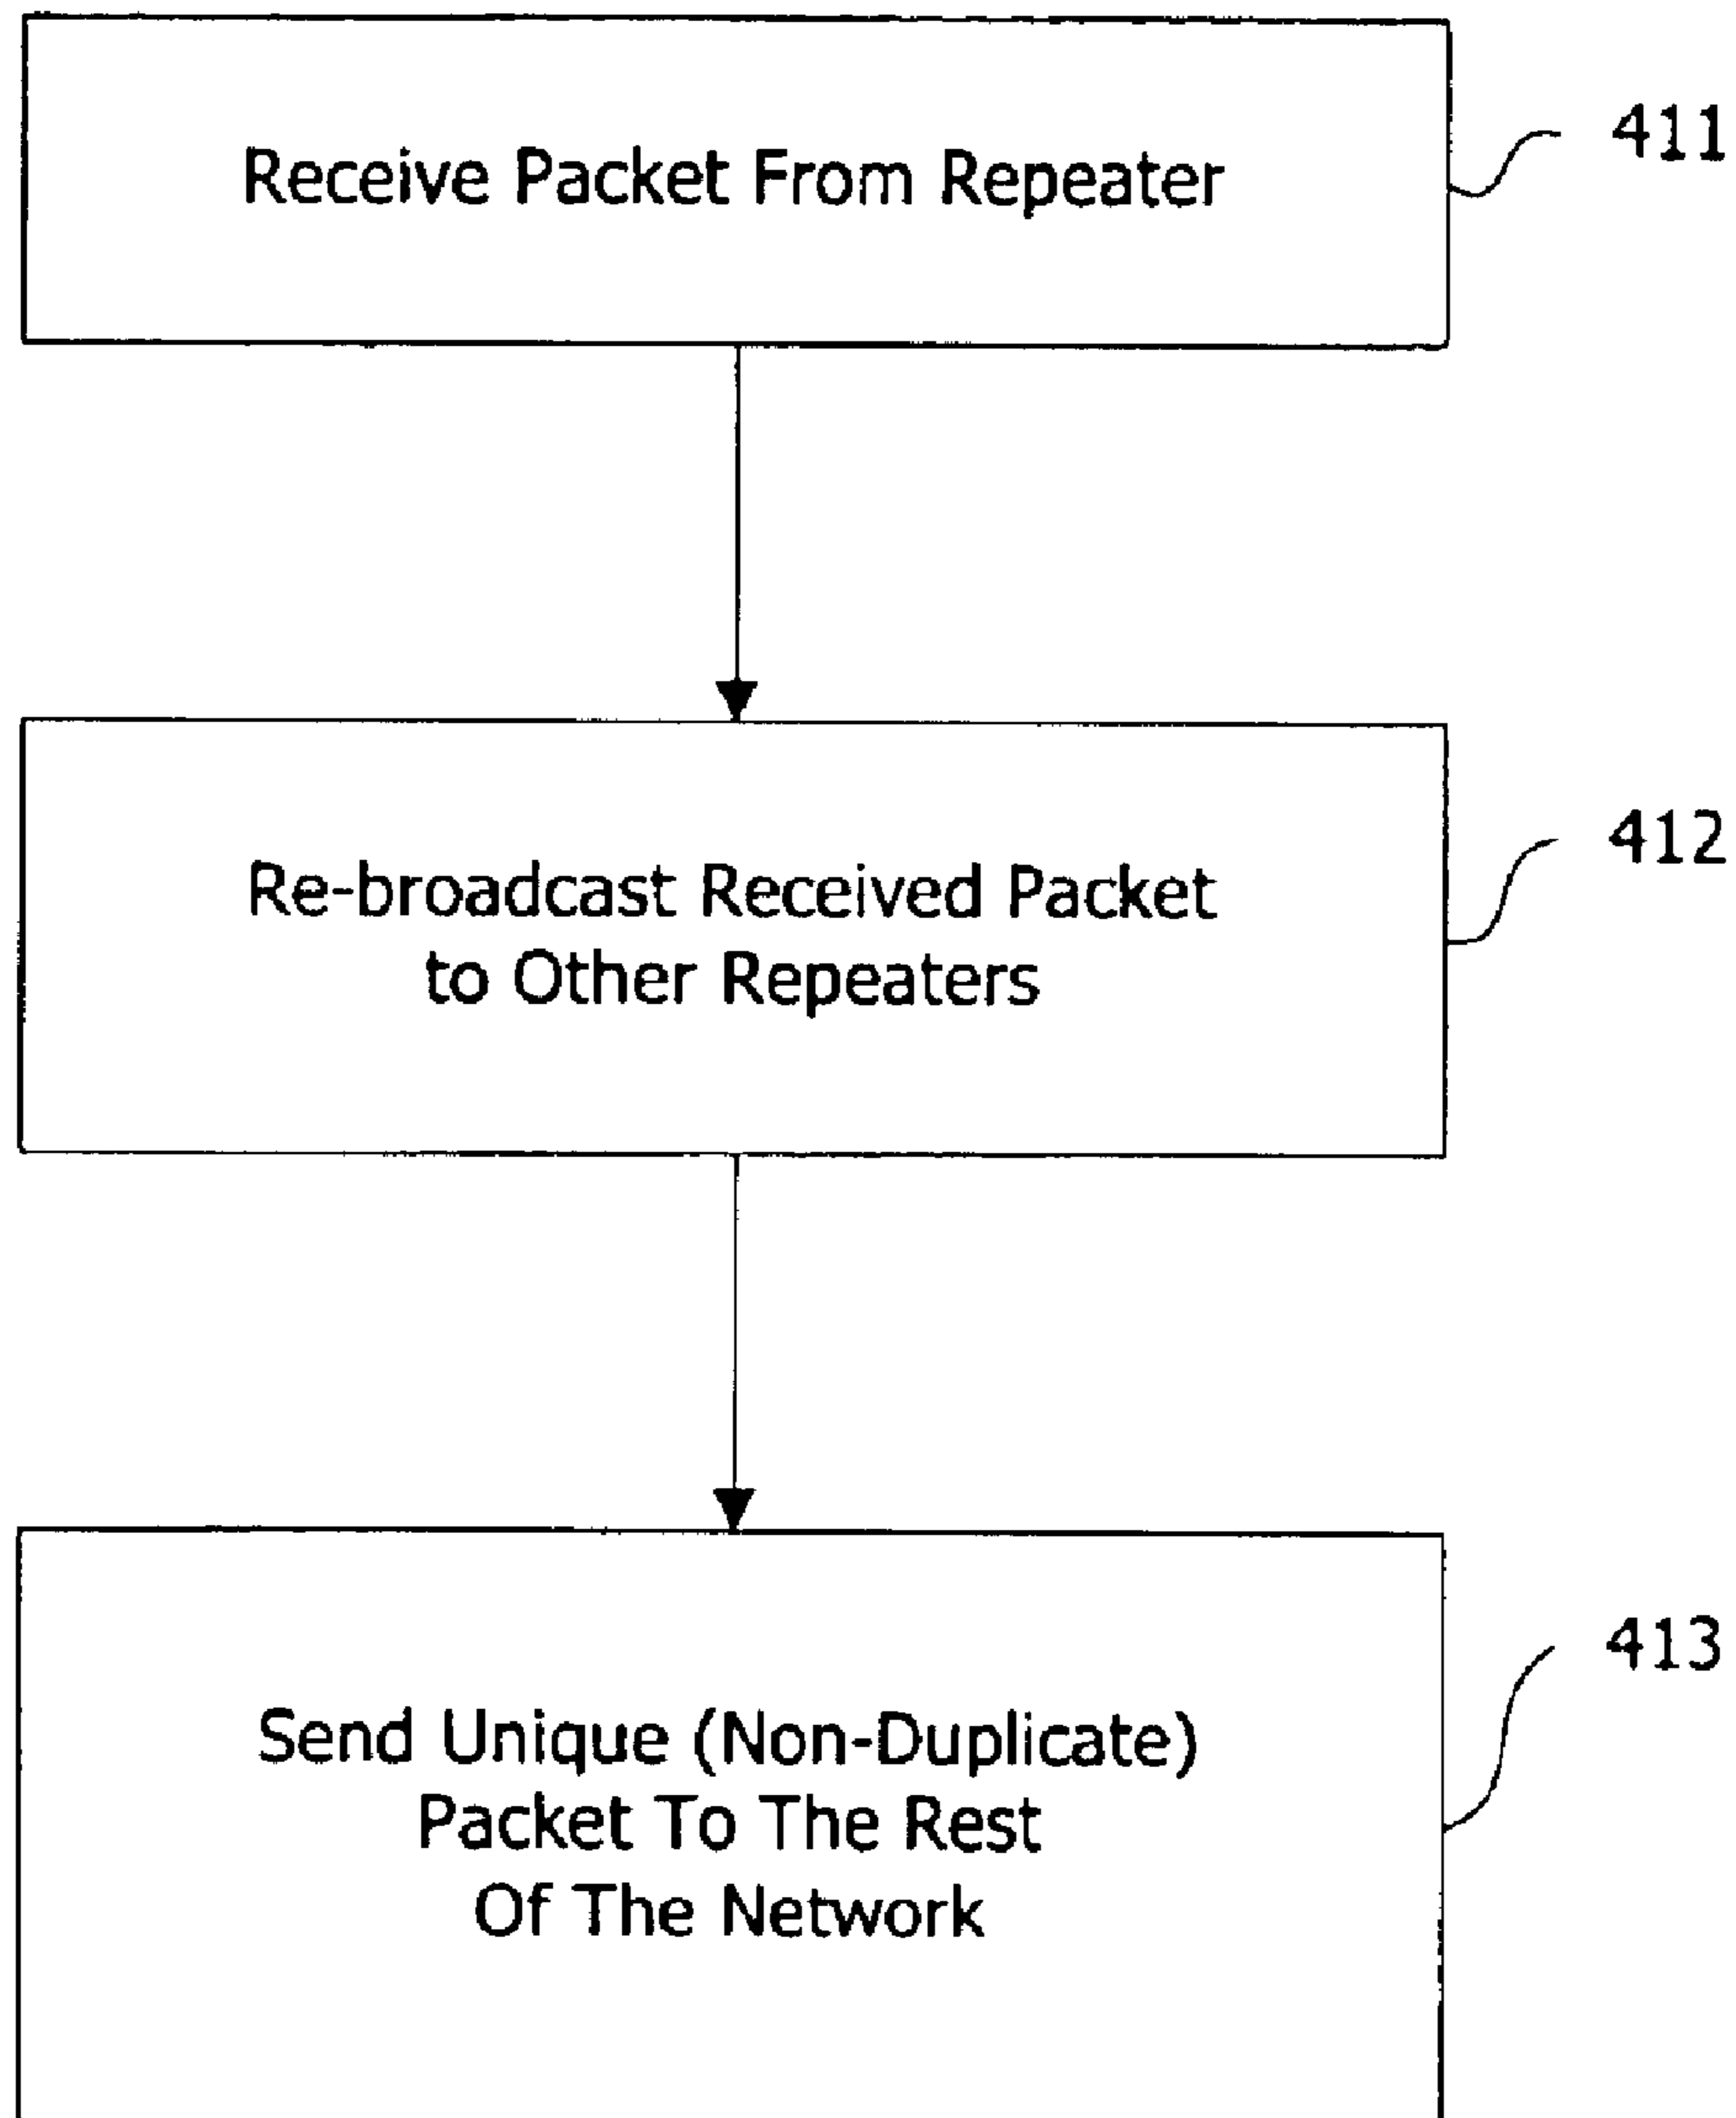 Receive Packet From Repeater
411
Re-broadcast Received Packet
to Other Repeaters
412
Send Unique (Non-Duplicate)
Packet To The Rest
Of The Network
413